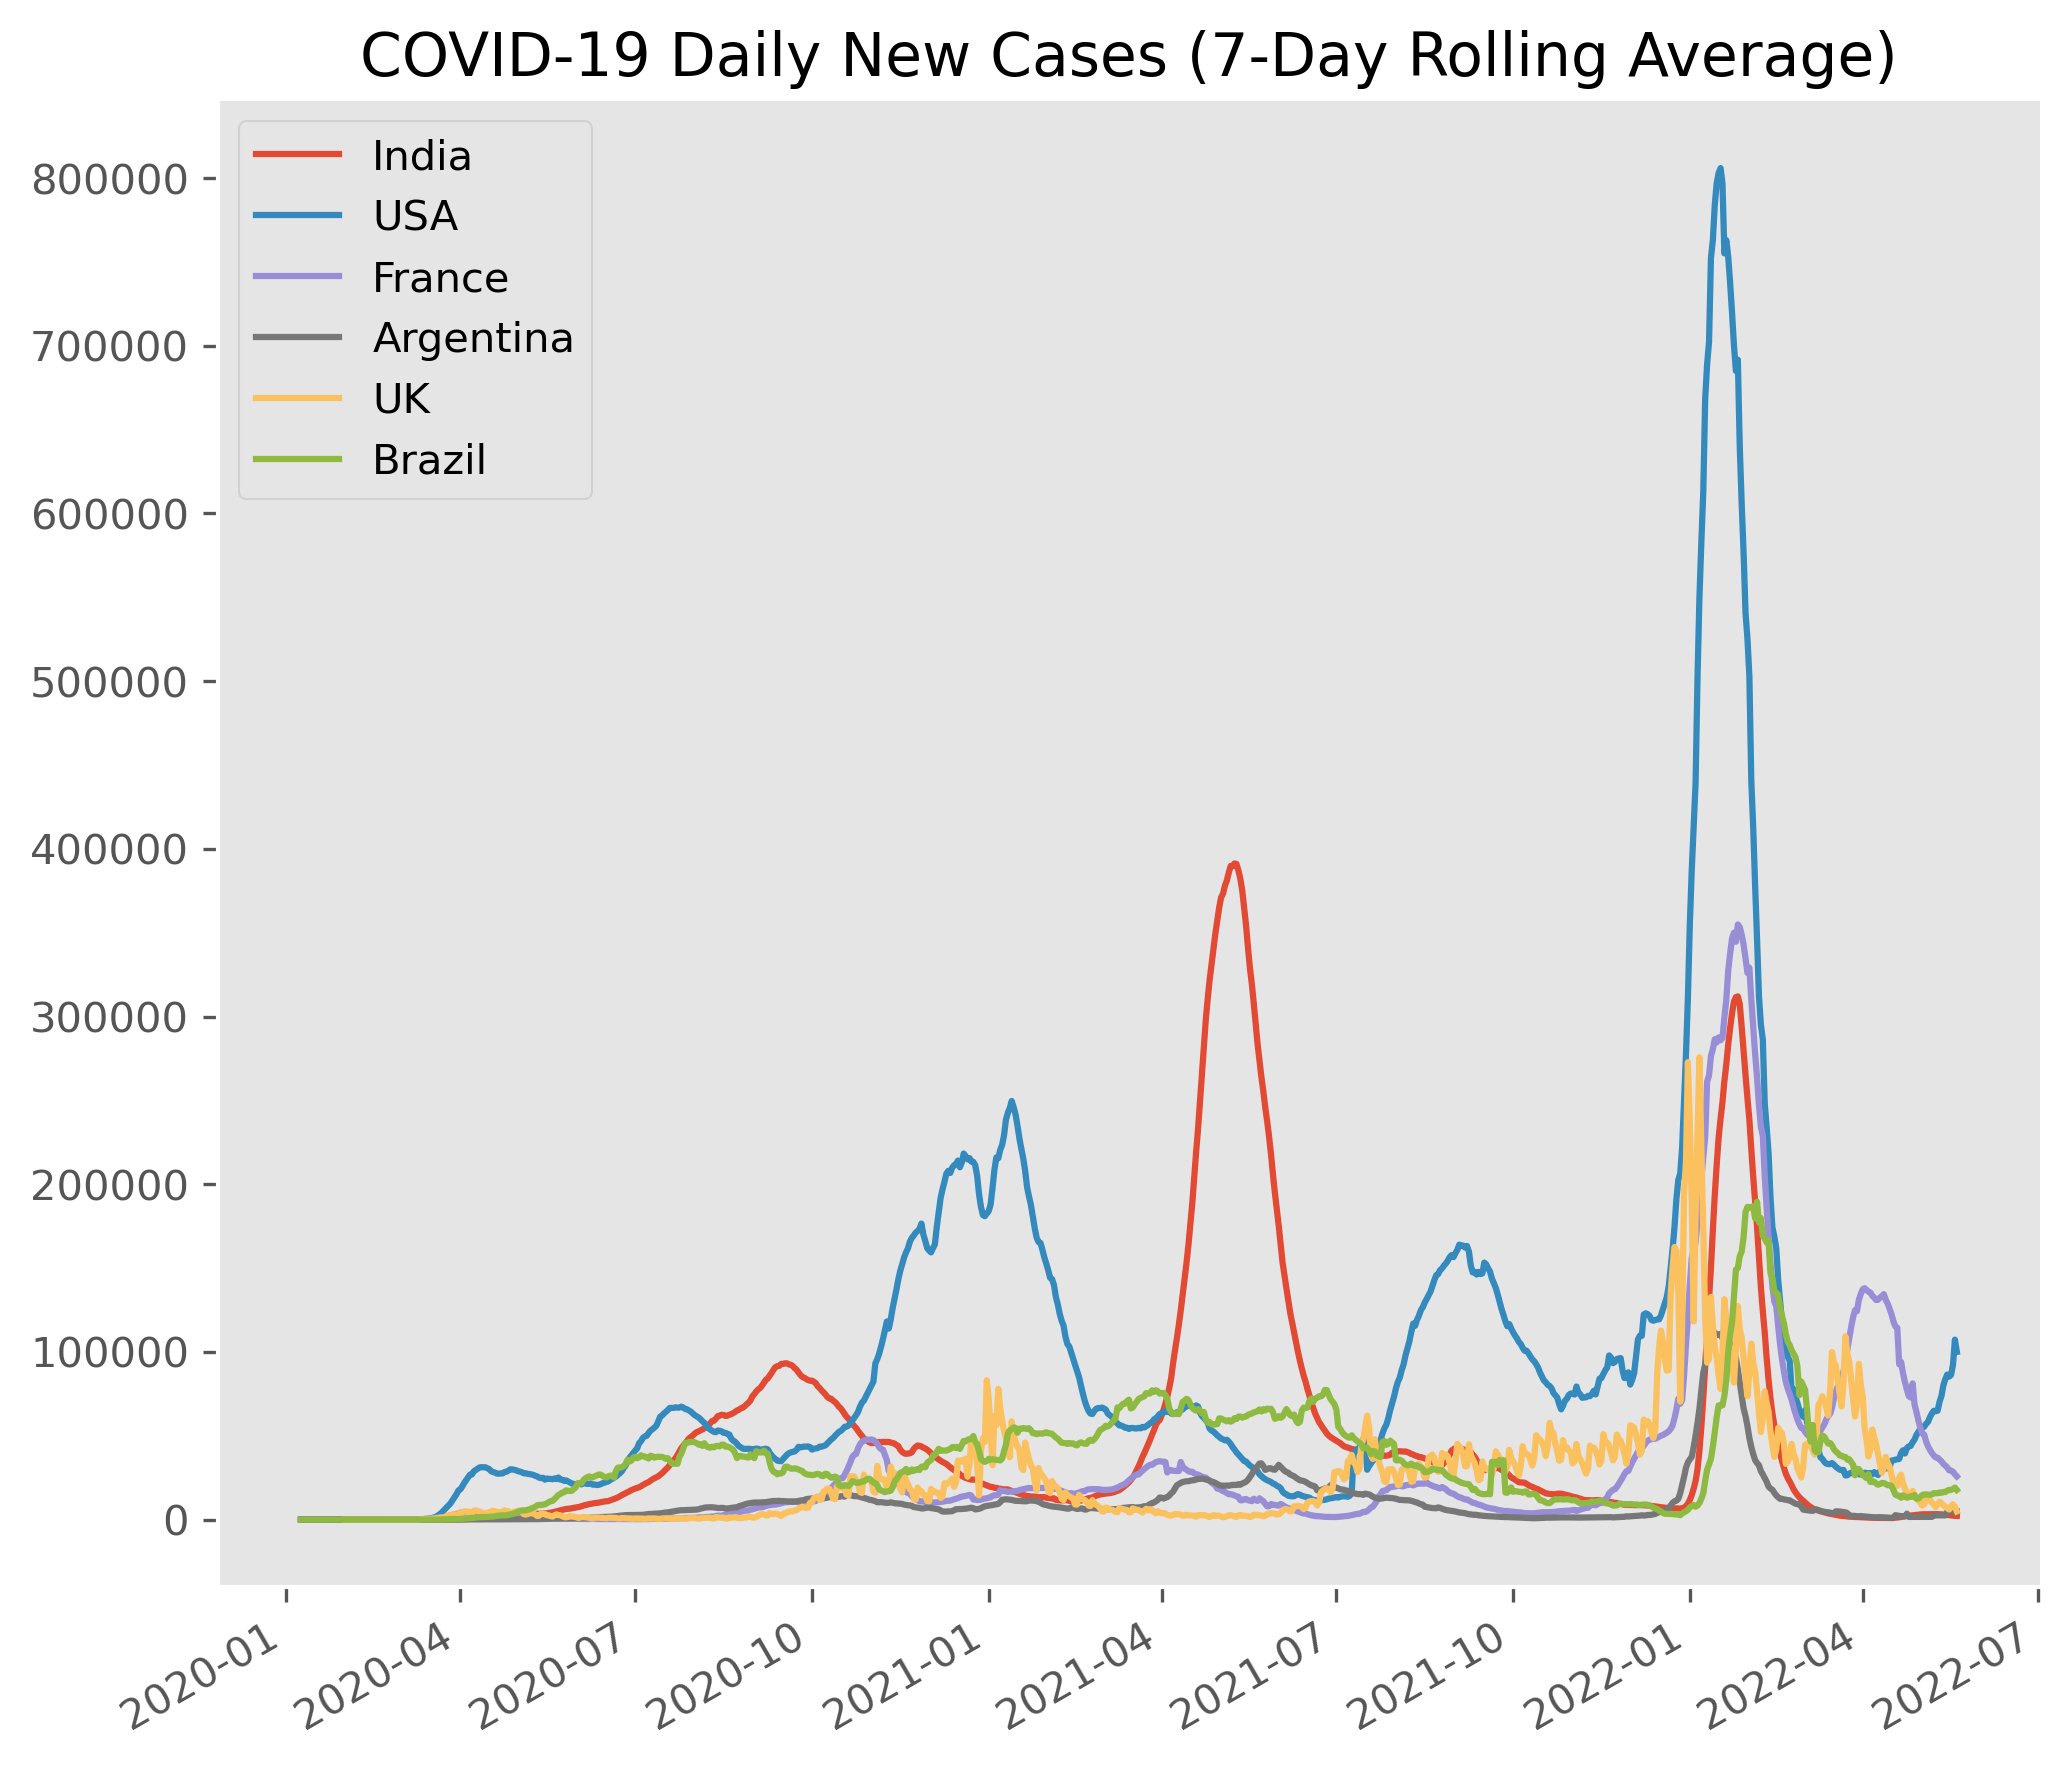 COVID-19 Daily New Cases (7-Day Rolling Average)
India
USA
France
Argentina
UK
Brazil
800000
700000
600000
500000
400000
300000
200000
100000
0
2020-01
2020-04
2020-07
2020-10
2021-01
2021-04
2021-07
2021-10
2022-01
2022-04
2022-07